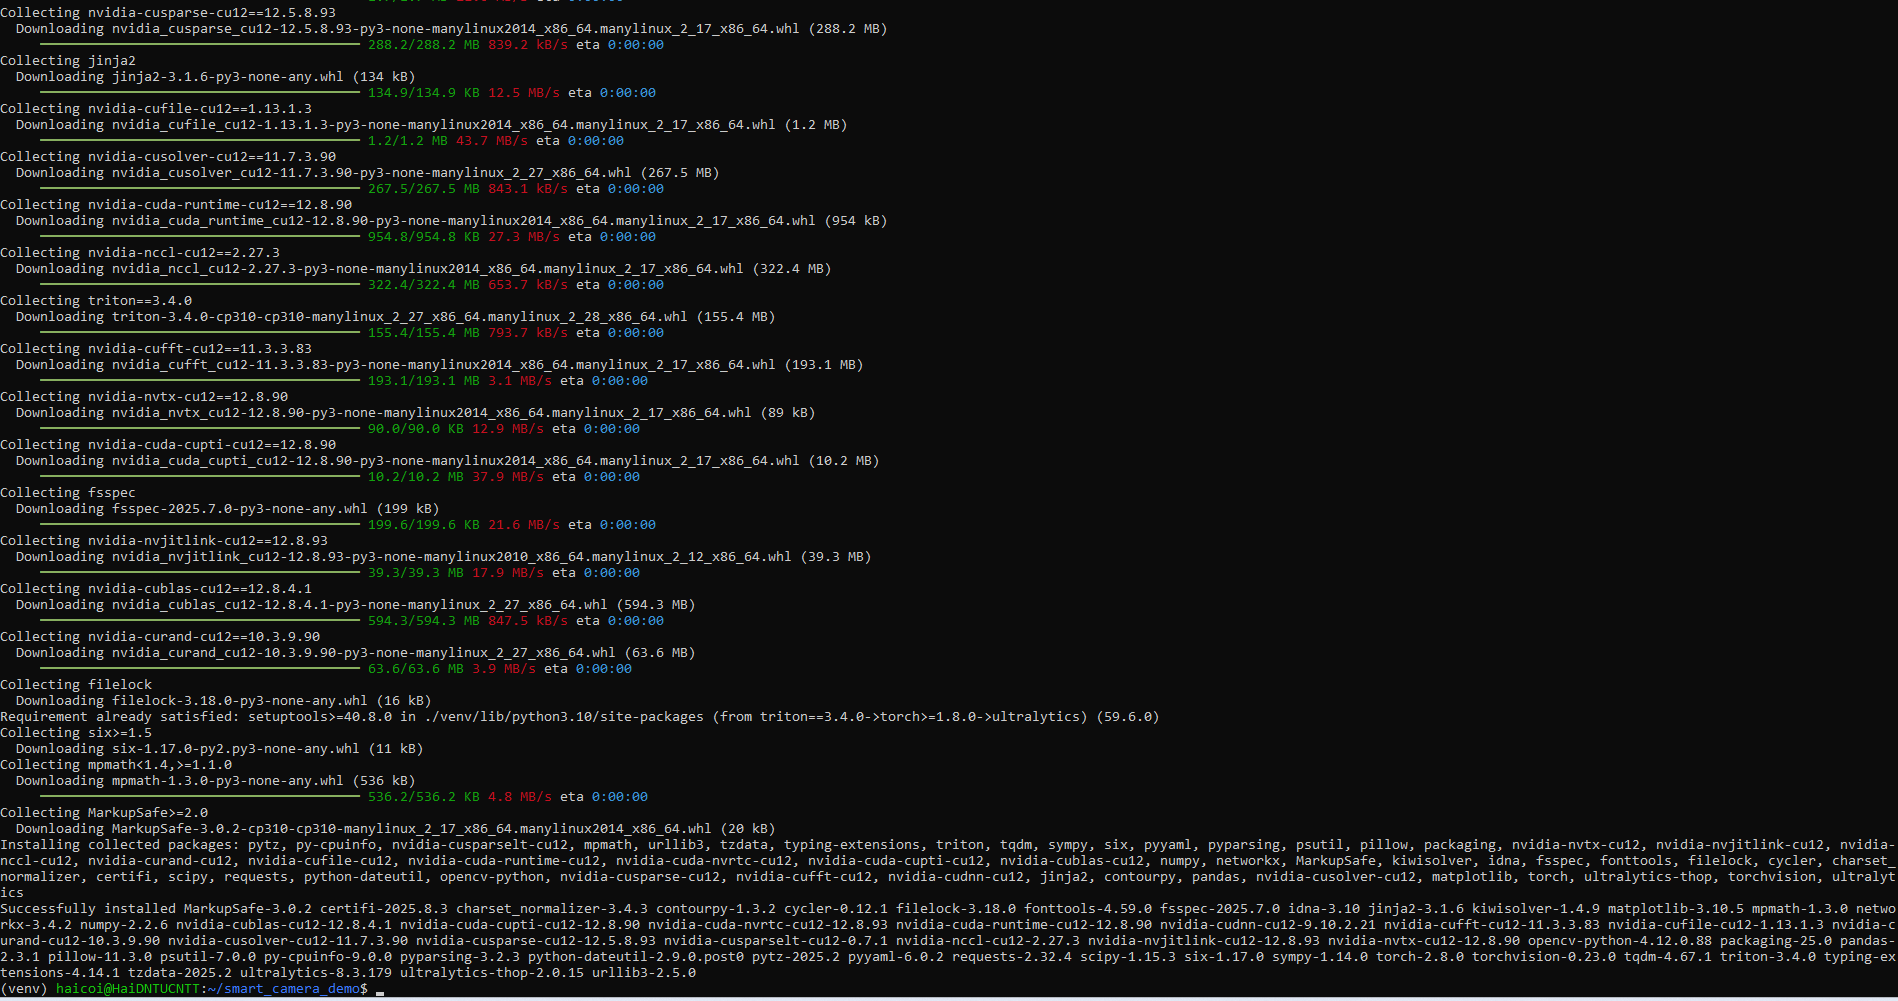 Collecting nvidia-cusparse-cu12==12.5.8.93
Downloading nvidia_cusparse_cu12-12.5.8.93-py3-none-manylinux2014_x86_64.manylinux_2_17_x86_64.whl (288.2 MB)
288.2/288.2 MB 839.2 kB/s eta 0:00:00
Collecting jinja2
Downloading jinja2-3.1.6-py3-none-any.whl (134 kB)
134.9/134.9 KB 12.5 MB/s eta 0:00:00
Collecting nvidia-cufile-cu12==1.13.1.3
Downloading nvidia_cufile_cu12-1.13.1.3-py3-none-manylinux2014_x86_64.manylinux_2_17_x86_64.whl (1.2 MB)
1.2/1.2 MB 43.7 MB/s eta 0:00:00
Collecting nvidia-cusolver-cu12==11.7.3.90
Downloading nvidia_cusolver_cu12-11.7.3.90-py3-none-manylinux_2_27_x86_64.whl (267.5 MB)
267.5/267.5 MB 843.1 kB/s eta 0:00:00
Collecting nvidia-cuda-runtime-cu12==12.8.90
Downloading nvidia_cuda_runtime_cu12-12.8.90-py3-none-manylinux2014_x86_64.manylinux_2_17_x86_64.whl (954 kB)
954.8/954.8 KB 27.3 MB/s eta 0:00:00
Collecting nvidia-nccl-cu12==2.27.3
Downloading nvidia_nccl_cu12-2.27.3-py3-none-manylinux2014_x86_64.manylinux_2_17_x86_64.whl (322.4 MB)
322.4/322.4 MB 653.7 kB/s eta 0:00:00
Collecting triton==3.4.0
Downloading triton-3.4.0-cp310-cp310-manylinux_2_27_x86_64.manylinux_2_28_x86_64.whl (155.4 MB)
155.4/155.4 MB 793.7 kB/s eta 0:00:00
Collecting nvidia-cufft-cu12==11.3.3.83
Downloading nvidia_cufft_cu12-11.3.3.83-py3-none-manylinux2014_x86_64.manylinux_2_17_x86_64.whl (193.1 MB)
193.1/193.1 MB 3.1 MB/s eta 0:00:00
Collecting nvidia-nvtx-cu12==12.8.90
Downloading nvidia_nvtx_cu12-12.8.90-py3-none-manylinux2014_x86_64.manylinux_2_17_x86_64.whl (89 kB)
90.0/90.0 KB 12.9 MB/s eta 0:00:00
Collecting nvidia-cuda-cupti-cu12==12.8.90
Downloading nvidia_cuda_cupti_cu12-12.8.90-py3-none-manylinux2014_x86_64.manylinux_2_17_x86_64.whl (10.2 MB)
10.2/10.2 MB 37.9 MB/s eta 0:00:00
Collecting fsspec
Downloading fsspec-2025.7.0-py3-none-any.whl (199 kB)
199.6/199.6 KB 21.6 MB/s eta 0:00:00
Collecting nvidia-nvjitlink-cu12==12.8.93
Downloading nvidia_nvjitlink_cu12-12.8.93-py3-none-manylinux2010_x86_64.manylinux_2_12_x86_64.whl (39.3 MB)
39.3/39.3 MB 17.9 MB/s eta 0:00:00
Collecting nvidia-cublas-cu12==12.8.4.1
Downloading nvidia_cublas_cu12-12.8.4.1-py3-none-manylinux_2_27_x86_64.whl (594.3 MB)
594.3/594.3 MB 847.5 kB/s eta 0:00:00
Collecting nvidia-curand-cu12==10.3.9.90
Downloading nvidia_curand_cu12-10.3.9.90-py3-none-manylinux_2_27_x86_64.whl (63.6 MB)
63.6/63.6 MB 3.9 MB/s eta 0:00:00
Collecting filelock
Downloading filelock-3.18.0-py3-none-any.whl (16 kB)
Requirement already satisfied: setuptools>=40.8.0 in ./venv/lib/python3.10/site-packages (from triton==3.4.0->torch>=1.8.0->ultralytics) (59.6.0)
Collecting six>=1.5
Downloading six-1.17.0-py2.py3-none-any.whl (11 kB)
Collecting mpmath<1.4,>=1.1.0
Downloading mpmath-1.3.0-py3-none-any.whl (536 kB)
536.2/536.2 KB 4.8 MB/s eta 0:00:00
Collecting MarkupSafe>=2.0
Downloading MarkupSafe-3.0.2-cp310-cp310-manylinux_2_17_x86_64.manylinux2014_x86_64.whl (20 kB)
Installing collected packages: pytz, py-cpuinfo, nvidia-cusparselt-cu12, mpmath, urllib3, tzdata, typing-extensions, triton, tqdm, sympy, six, pyyaml, pyparsing, psutil, pillow, packaging, nvidia-nvtx-cu12, nvidia-nvjitlink-cu12, nvidia-
nccl-cu12, nvidia-curand-cu12, nvidia-cufile-cu12, nvidia-cuda-runtime-cu12, nvidia-cuda-nvrtc-cu12, nvidia-cuda-cupti-cu12, nvidia-cublas-cu12, numpy, networkx, MarkupSafe, kiwisolver, idna, fsspec, fonttools, filelock, cycler, charset_
normalizer, certifi, scipy, requests, python-dateutil, opencv-python, nvidia-cusparse-cu12, nvidia-cufft-cu12, nvidia-cudnn-cu12, jinja2, contourpy, pandas, nvidia-cusolver-cu12, matplotlib, torch, ultralytics-thop, torchvision, ultralyt
ics
Successfully installed MarkupSafe-3.0.2 certifi-2025.8.3 charset_normalizer-3.4.3 contourpy-1.3.2 cycler-0.12.1 filelock-3.18.0 fonttools-4.59.0 fsspec-2025.7.0 idna-3.10 jinja2-3.1.6 kiwisolver-1.4.9 matplotlib-3.10.5 mpmath-1.3.0 netwo
rkx-3.4.2 numpy-2.2.6 nvidia-cublas-cu12-12.8.4.1 nvidia-cuda-cupti-cu12-12.8.90 nvidia-cuda-nvrtc-cu12-12.8.93 nvidia-cuda-runtime-cu12-12.8.90 nvidia-cudnn-cu12-9.10.2.21 nvidia-cufft-cu12-11.3.3.83 nvidia-cufile-cu12-1.13.1.3 nvidia-c
urand-cu12-10.3.9.90 nvidia-cusolver-cu12-11.7.3.90 nvidia-cusparse-cu12-12.5.8.93 nvidia-cusparselt-cu12-0.7.1 nvidia-nccl-cu12-2.27.3 nvidia-nvjitlink-cu12-12.8.93 nvidia-nvtx-cu12-12.8.90 opencv-python-4.12.0.88 packaging-25.0 pandas-
2.3.1 pillow-11.3.0 psutil-7.0.0 py-cpuinfo-9.0.0 pyparsing-3.2.3 python-dateutil-2.9.0.post0 pytz-2025.2 pyyaml-6.0.2 requests-2.32.4 scipy-1.15.3 six-1.17.0 sympy-1.14.0 torch-2.8.0 torchvision-0.23.0 tqdm-4.67.1 triton-3.4.0 typing-ex
tensions-4.14.1 tzdata-2025.2 ultralytics-8.3.179 ultralytics-thop-2.0.15 urllib3-2.5.0
(venv) haicoi@HaiDNTUCNTT:~/smart_camera_demo$